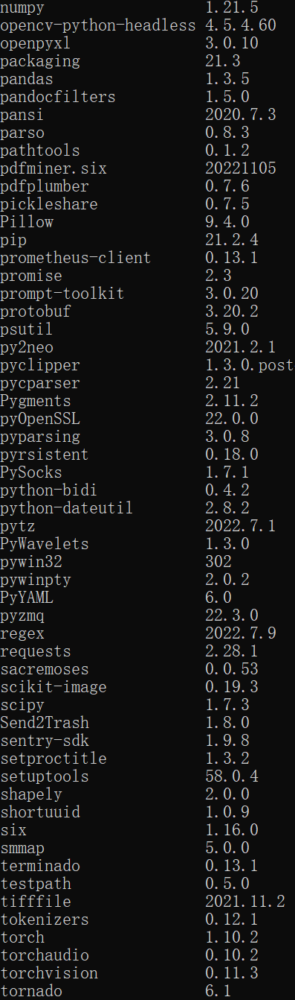 numpy 1.21.5
opencv-python-headless 4.5.4.60
openpyxl 3.0.10
packaging 21.3
pandas 1.3.5
pandocfilters 1.5.0
pansi 2020.7.3
parso 0.8.3
pathtools 0.1.2
pdfminer.six 20221105
pdfplumber 0.7.6
pickleshare 0.7.5
Pillow 9.4.0
pip 21.2.4
prometheus-client 0.13.1
promise 2.3
prompt-toolkit 3.0.20
protobuf 3.20.2
psutil 5.9.0
py2neo 2021.2.1
pyclipper 1.3.0.post
pycparser 2.21
Pygments 2.11.2
pyOpenSSL 22.0.0
pyparsing 3.0.8
pyrsistent 0.18.0
PySocks 1.7.1
python-bidi 0.4.2
python-dateutil 2.8.2
pytz 2022.7.1
PyWavelets 1.3.0
pywin32 302
pywinpty 2.0.2
PyYAML 6.0
pyzmq 22.3.0
regex 2022.7.9
requests 2.28.1
sacremoses 0.0.53
scikit-image 0.19.3
scipy 1.7.3
Send2Trash 1.8.0
sentry-sdk 1.9.8
setproctitle 1.3.2
setuptools 58.0.4
shapely 2.0.0
shortuuid 1.0.9
six 1.16.0
smmap 5.0.0
terminado 0.13.1
testpath 0.5.0
tifffile 2021.11.2
tokenizers 0.12.1
torch 1.10.2
torchaudio 0.10.2
torchvision 0.11.3
tornado 6.1